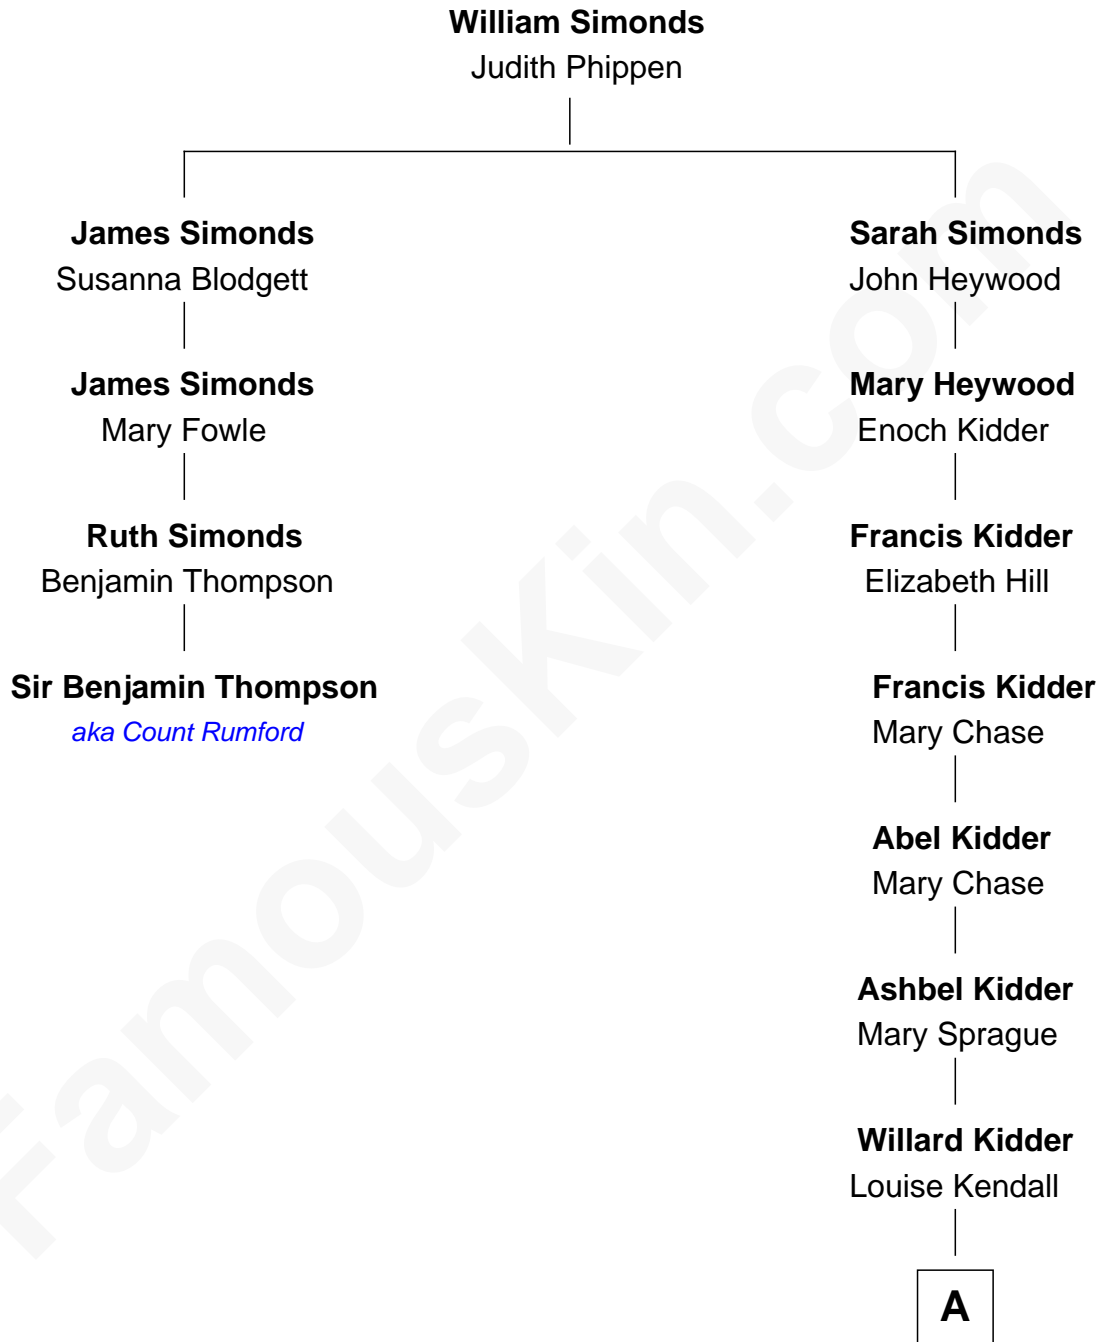 William Simonds
Judith Phippen
James Simonds
Susanna Blodgett
James Simonds
Mary Fowle
Ruth Simonds
Benjamin Thompson
Sir Benjamin Thompson
aka Count Rumford
Sarah Simonds
John Heywood
Mary Heywood
Enoch Kidder
Francis Kidder
Elizabeth Hill
Francis Kidder
Mary Chase
Abel Kidder
Mary Chase
Ashbel Kidder
Mary Sprague
Willard Kidder
Louise Kendall
A
FamousKin.com